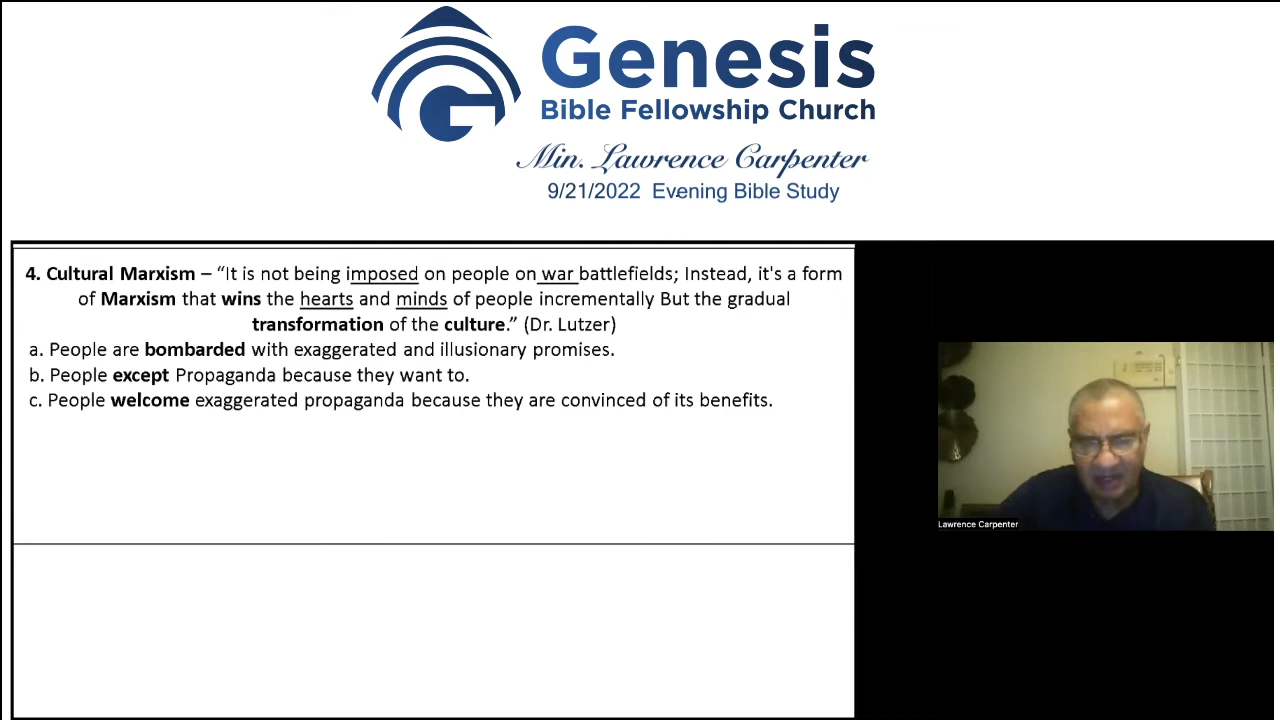 Genesis
Bible Fellowship Church
Min. Lawrence Carpenter
9/21/2022 Evening Bible Study
4. Cultural Marxism – “It is not being imposed on people on war battlefields; Instead, it's a form
of Marxism that wins the hearts and minds of people incrementally But the gradual
transformation of the culture.” (Dr. Lutzer)
a. People are bombarded with exaggerated and illusionary promises.
b. People except Propaganda because they want to.
c. People welcome exaggerated propaganda because they are convinced of its benefits.
Lawrence Carpenter